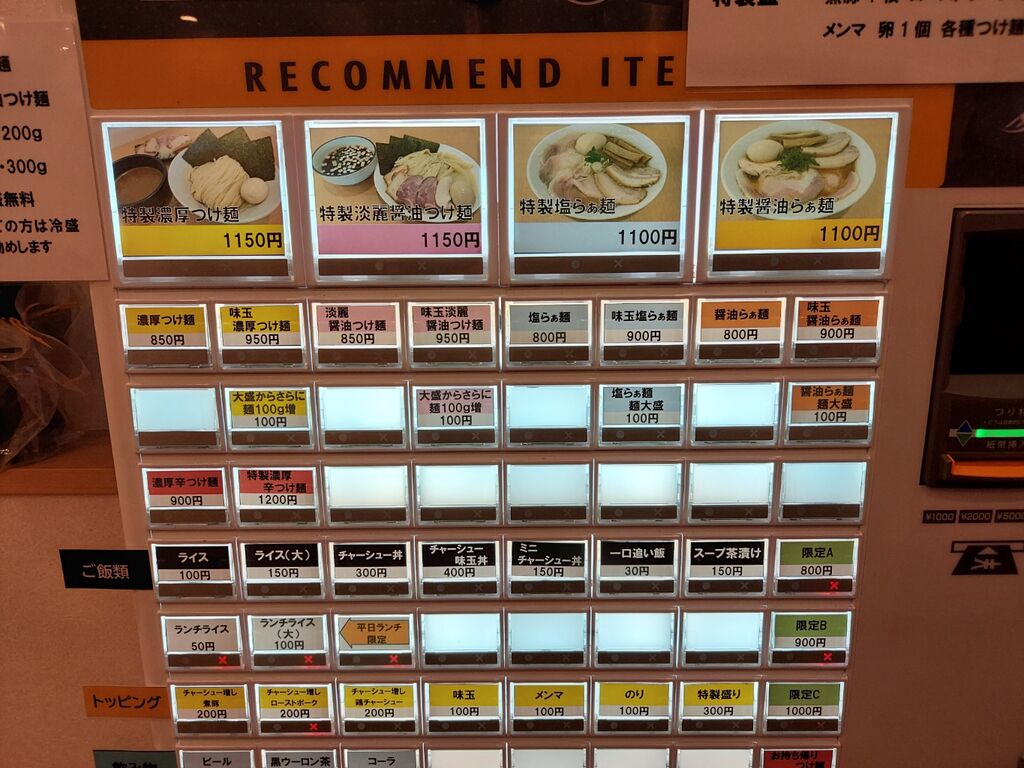 麺
つけ麺
200g
・300g
無料
の方は冷盛
めします
メンマ 卵1個 各種つけ麺
RECOMMEND ITE
特製濃厚つけ麺
1150円
特製淡麗醤油つけ麺
1150円
特製塩らぁ麺
1100円
特製醤油らぁ麺
1100円
濃厚つけ麺
850円
味玉
濃厚つけ麺
950円
淡麗
醤油つけ麺
850円
味玉淡麗
醤油つけ麺
950円
塩らぁ麺
800円
味玉塩らぁ麺
900円
醤油らぁ麺
800円
味玉
醤油らぁ麺
900円
大盛からさらに
麺100g増
100円
大盛からさらに
麺100g増
100円
塩らぁ麺
麺大盛
100円
醤油らぁ麺
麺大盛
100円
濃厚辛つけ麺
900円
特製濃厚
辛つけ麺
1200円
¥1000 ¥2000 ¥5000
ご飯類
ライス
100円
ライス(大)
150円
チャーシュー丼
300円
チャーシュー
味玉丼
400円
ミニ
チャーシュー丼
150円
一口追い飯
30円
スープ茶漬け
150円
限定A
800円
ランチライス
50円
ランチライス
(大)
100円
平日ランチ
限定
限定B
900円
トッピング
チャーシュー増し
煮豚
200円
チャーシュー増し
ローストポーク
200円
チャーシュー増し
鶏チャーシュー
200円
味玉
100円
メンマ
100円
のり
100円
特製盛り
300円
限定C
1000円
飲み物
ビール
黒ウーロン茶
コーラ
お持ち帰り
つけ麺